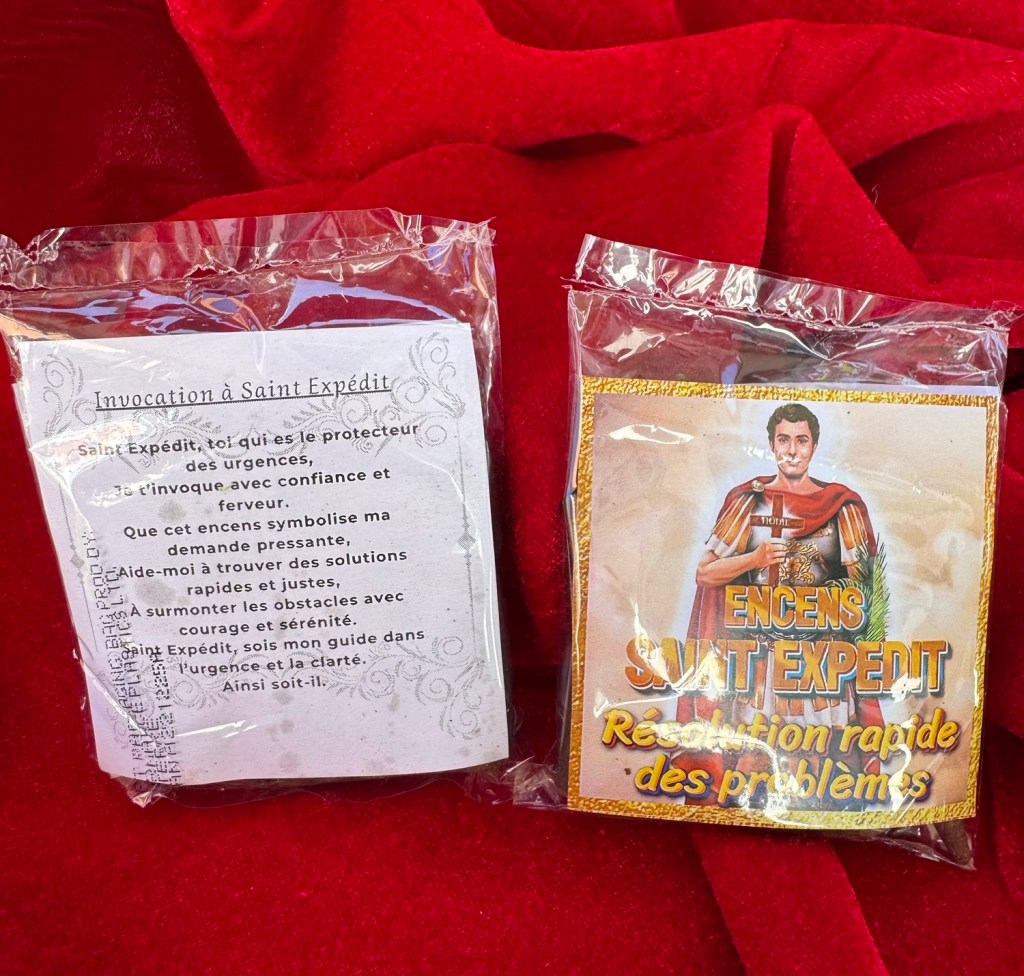 Invocation à Saint Expédit
Saint Expédit, toi qui es le protecteur
des urgences,
Je t'invoque avec confiance et
ferveur.
Que cet encens symbolise ma
demande pressante,
Aide-moi à trouver des solutions
rapides et justes,
À surmonter les obstacles avec
courage et sérénité.
Saint Expédit, sois mon guide dans
l'urgence et la clarté.
Ainsi soit-il.
HODIE
ENCENS
SAINT EXPEDIT
Résolution rapide
des problèmes